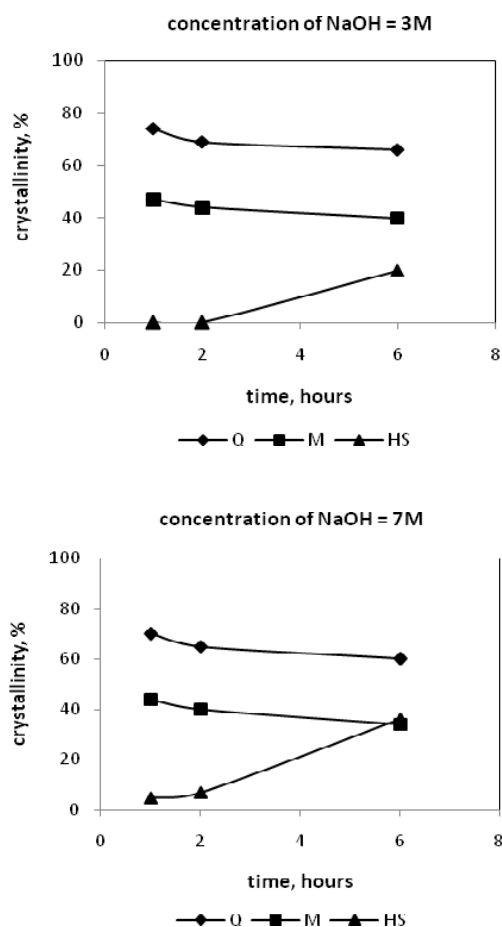 concentration of NaOH = 3M
100
80
60
40
20
0
crystallinity, %
0 2 4 6 8
time, hours
Q M HS
concentration of NaOH = 7M
100
80
60
40
20
0
crystallinity, %
0 2 4 6 8
time, hours
Q M HS